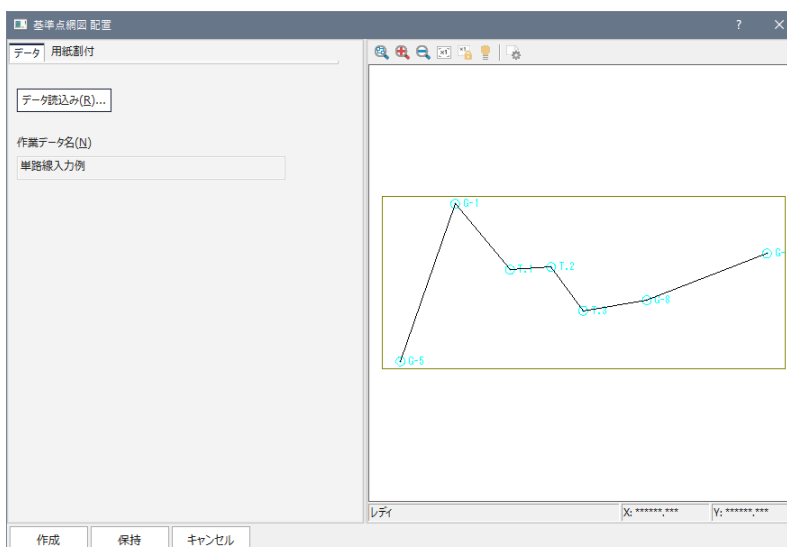 基準点網図 配置
データ 用紙割付
データ読込み(R)...
作業データ名(N)
単路線入力例
G-1
T.1
T.2
G-
T.3
G-8
G-5
レディ
X: ******.***
Y: ******.***
作成 保持 キャンセル